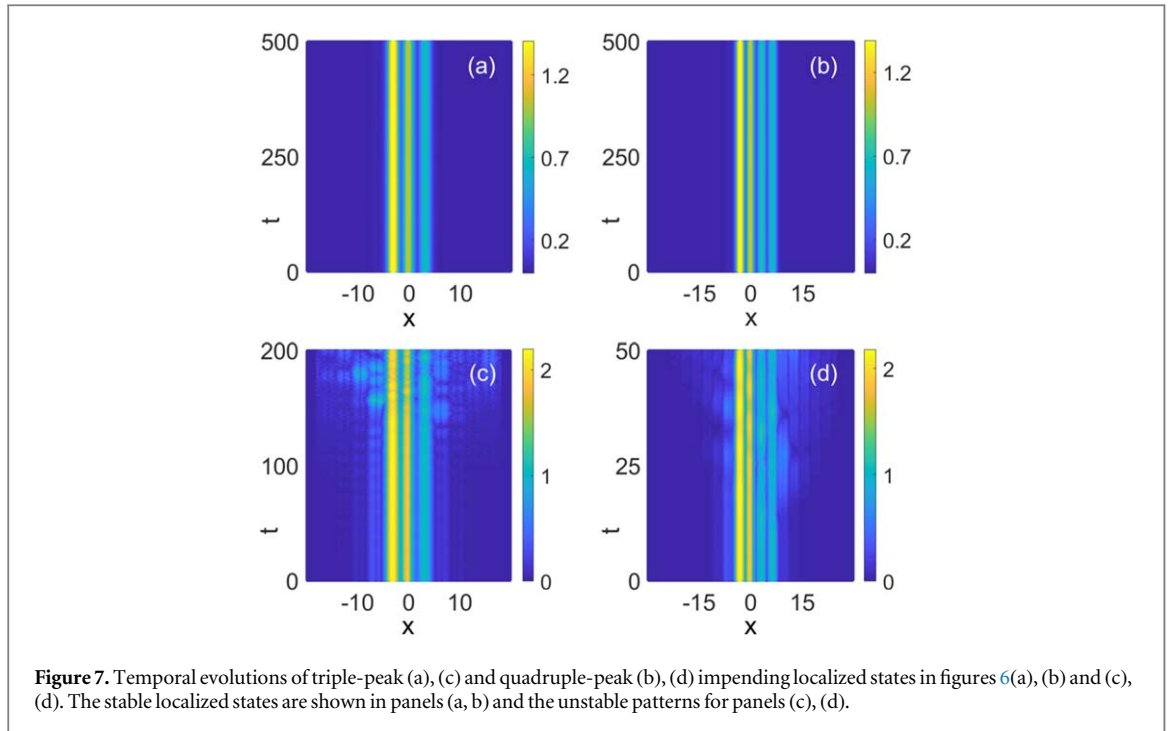 500
(a)
1.2
250
0.7
t
0.2
0
-10 0 10
x
500
(b)
1.2
250
0.7
t
0.2
0
-15 0 15
x
200
(c)
2
100
1
t
0
0
-10 0 10
x
50
(d)
2
25
1
t
0
0
-15 0 15
x
Figure 7. Temporal evolutions of triple-peak (a), (c) and quadruple-peak (b), (d) impending localized states in figures 6(a), (b) and (c),
(d). The stable localized states are shown in panels (a, b) and the unstable patterns for panels (c), (d).